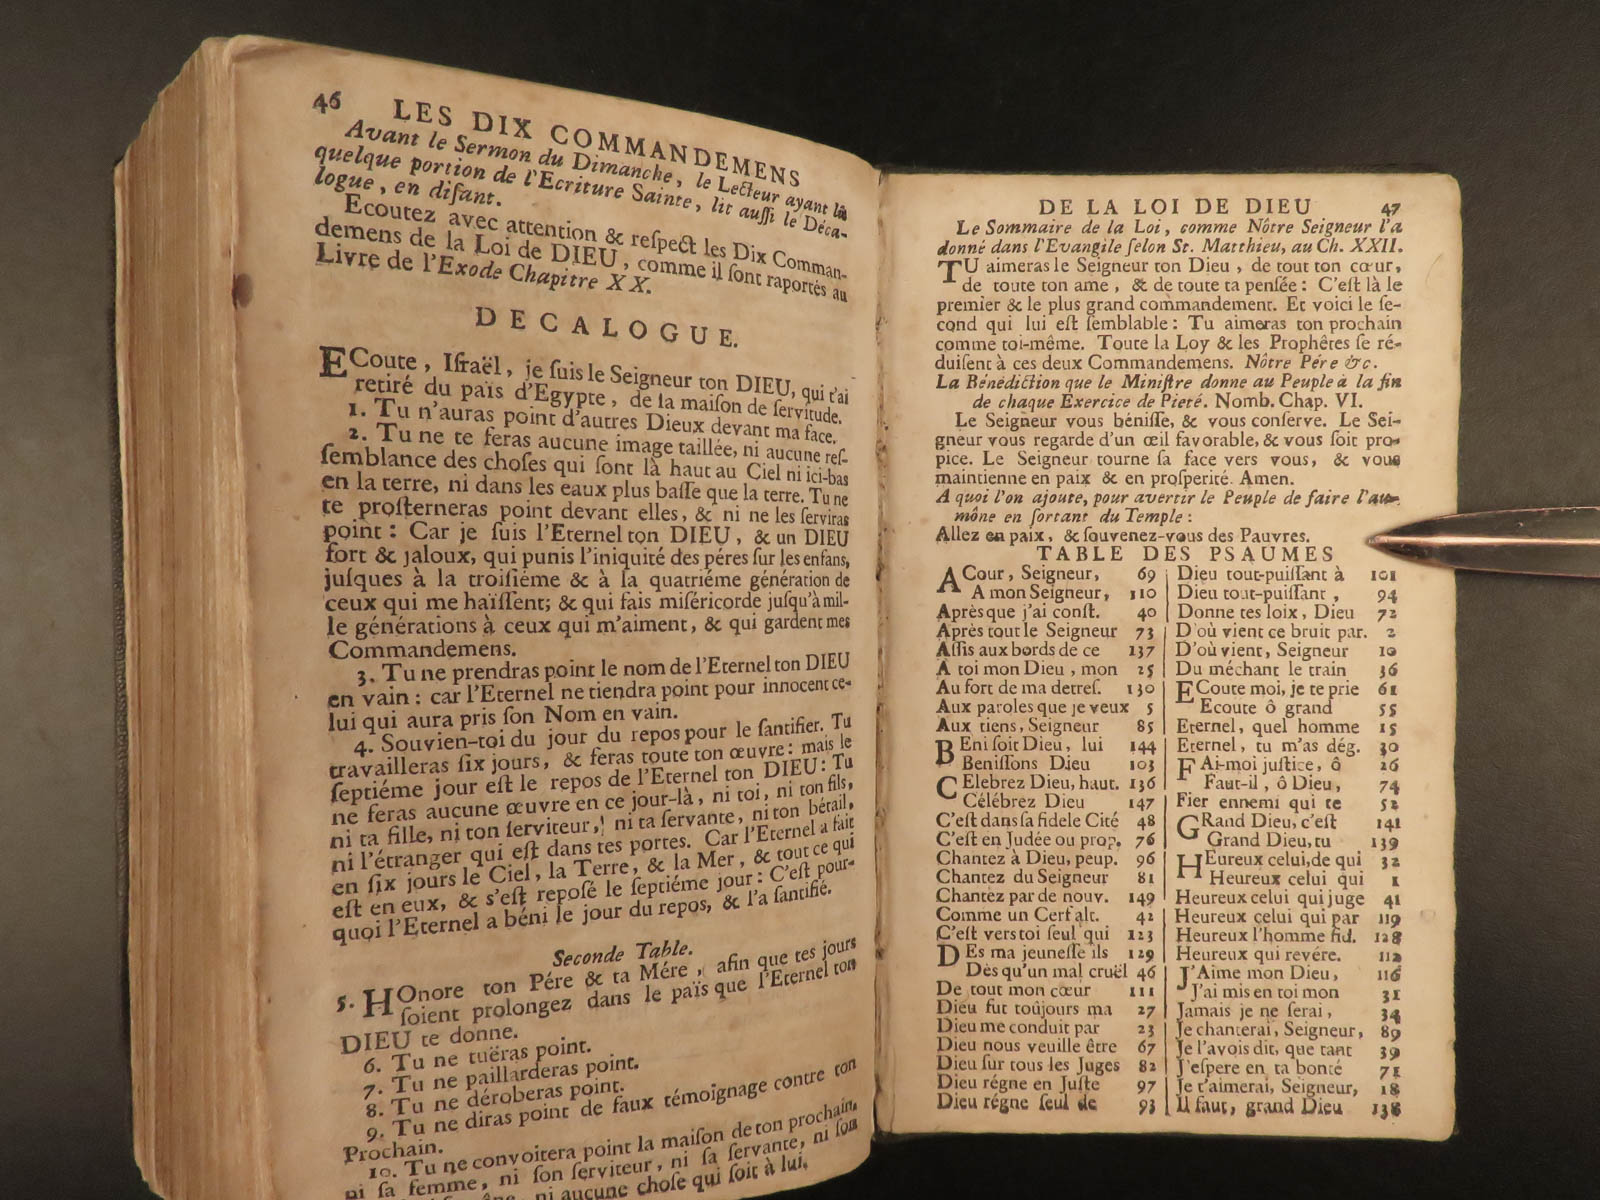 46 LES DIX COMMANDEMENS
Avant le Sermon du Dimanche, le Lecteur ayant lû
quelque portion de l'Ecriture Sainte, lit aussi le Déca-
logue, en diſant.
Ecoutez avec attention & reſpect les Dix Comman-
demens de la Loi de DIEU, comme il ſont raportés au
Livre de l'Exode Chapitre XX.
DECALOGUE.
ECoute, Iſraël, je ſuis le Seigneur ton DIEU, qui t'ai
retiré du païs d'Egypte, de la maiſon de ſervitude.
1. Tu n'auras point d'autres Dieux devant ma face.
2. Tu ne te feras aucune image taillée, ni aucune reſ-
ſemblance des choſes qui ſont là haut au Ciel ni ici-bas
en la terre, ni dans les eaux plus baſſe que la terre. Tu ne
te proſterneras point devant elles, & ni ne les ſerviras
point : Car je ſuis l'Eternel ton DIEU, & un DIEU
fort & jaloux, qui punis l'iniquité des péres ſur les enfans,
juſques à la troiſiéme & à ſa quatriéme génération de
ceux qui me haïſſent; & qui fais miſéricorde juſqu'à mil-
le générations à ceux qui m'aiment, & qui gardent mes
Commandemens.
3. Tu ne prendras point le nom de l'Eternel ton DIEU
en vain : car l'Eternel ne tiendra point pour innocent ce-
lui qui aura pris ſon Nom en vain.
4. Souvien-toi du jour du repos pour le ſantifier. Tu
travailleras ſix jours, & feras toute ton œuvre : mais le
ſeptiéme jour eſt le repos de l'Eternel ton DIEU : Tu
ne feras aucune œuvre en ce jour-là, ni toi, ni ton fils,
ni ta fille, ni ton ſerviteur, ni ta ſervante, ni ton bétail,
ni l'étranger qui eſt dans tes portes. Car l'Eternel a fait
en ſix jours le Ciel, la Terre, & la Mer, & tout ce qui
eſt en eux, & s'eſt repoſé le ſeptiéme jour : C'eſt pour-
quoi l'Eternel a béni le jour du repos, & l'a ſantifié.
Seconde Table.
5. HOnore ton Pére & ta Mére, afin que tes jours
ſoient prolongez dans le païs que l'Eternel ton
DIEU te donne.
6. Tu ne tuëras point.
7. Tu ne paillarderas point.
8. Tu ne déroberas point.
9. Tu ne diras point de faux témoignage contre ton
Prochain.
10. Tu ne convoitera point la maiſon de ton prochain,
ni ſa femme, ni ſon ſerviteur, ni ſa ſervante, ni ſon
ni aucune choſe qui ſoit à lui.
DE LA LOI DE DIEU 47
Le Sommaire de la Loi, comme Nôtre Seigneur l'a
donné dans l'Evangile ſelon St. Matthieu, au Ch. XXII.
TU aimeras le Seigneur ton Dieu, de tout ton cœur,
de toute ton ame, & de toute ta penſée : C'eſt là le
premier & le plus grand commandement. Et voici le ſe-
cond qui lui eſt ſemblable : Tu aimeras ton prochain
comme toi-même. Toute la Loy & les Prophêtes ſe ré-
duiſent à ces deux Commandemens. Nôtre Pére &c.
La Bénédiction que le Miniſtre donne au Peuple à la fin
de chaque Exercice de Pieté. Nomb. Chap. VI.
Le Seigneur vous béniſſe, & vous conſerve. Le Sei-
gneur vous regarde d'un œil favorable, & vous ſoit pro-
pice. Le Seigneur tourne ſa face vers vous, & vous
maintienne en paix & en proſperité. Amen.
A quoi l'on ajoute, pour avertir le Peuple de faire l'au-
mône en ſortant du Temple :
Allez en paix, & ſouvenez-vous des Pauvres.
TABLE DES PSAUMES
ACour, Seigneur, 69
A mon Seigneur, 110
Après que j'ai conſt. 40
Après tout le Seigneur 73
Aſſis aux bords de ce 137
A toi mon Dieu, mon 25
Au fort de ma detreſ. 130
Aux paroles que je veux 5
Aux tiens, Seigneur 85
BEni ſoit Dieu, lui 144
Beniſſons Dieu 103
CElebrez Dieu, haut. 136
Célébrez Dieu 147
C'eſt dans ſa fidele Cité 48
C'eſt en Judée ou prop. 76
Chantez à Dieu, peup. 96
Chantez du Seigneur 81
Chantez par de nouv. 149
Comme un Cerf alt. 42
C'eſt vers toi ſeul qui 123
DEs ma jeuneſſe ils 129
Dès qu'un mal cruël 46
De tout mon cœur 111
Dieu fut toûjours ma 27
Dieu me conduit par 23
Dieu nous veuille être 67
Dieu ſur tous les Juges 82
Dieu régne en Juſte 97
Dieu régne ſeul de 93
Dieu tout-puiſſant à 101
Dieu tout-puiſſant, 94
Donne tes loix, Dieu 72
D'où vient ce bruit par. 2
D'où vient, Seigneur 10
Du méchant le train 36
ECoute moi, je te prie 61
Ecoute ô grand 55
Eternel, quel homme 15
Eternel, tu m'as dég. 30
FAi-moi juſtice, ô 26
Faut-il, ô Dieu, 74
Fier ennemi qui te 52
GRand Dieu, c'eſt 141
Grand Dieu, tu 139
HEureux celui, de qui 32
Heureux celui qui 1
Heureux celui qui juge 41
Heureux celui qui par 119
Heureux l'homme fid. 128
Heureux qui revére. 112
J'Aime mon Dieu, 116
J'ai mis en toi mon 31
Jamais je ne ſerai, 34
Je chanterai, Seigneur, 89
Je l'avois dit, que tant 39
J'eſpere en ta bonté 71
Je t'aimerai, Seigneur, 18
Il faut, grand Dieu 138